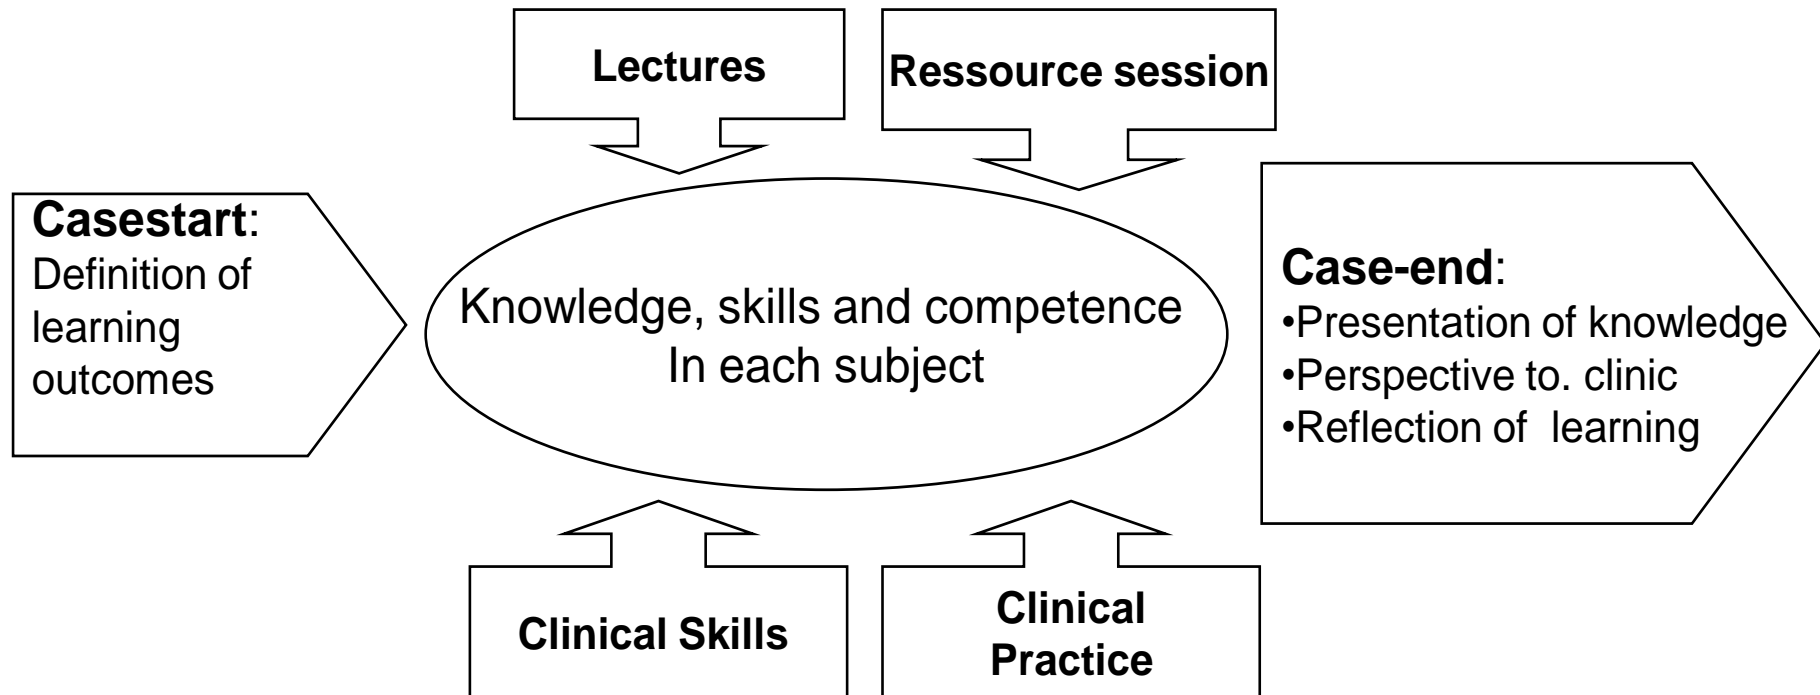 Lectures
Ressource session
Casestart:
Definition of
learning
outcomes
Knowledge, skills and competence
In each subject
Case-end:
•Presentation of knowledge
•Perspective to. clinic
•Reflection of  learning
Clinical Skills
Clinical
Practice